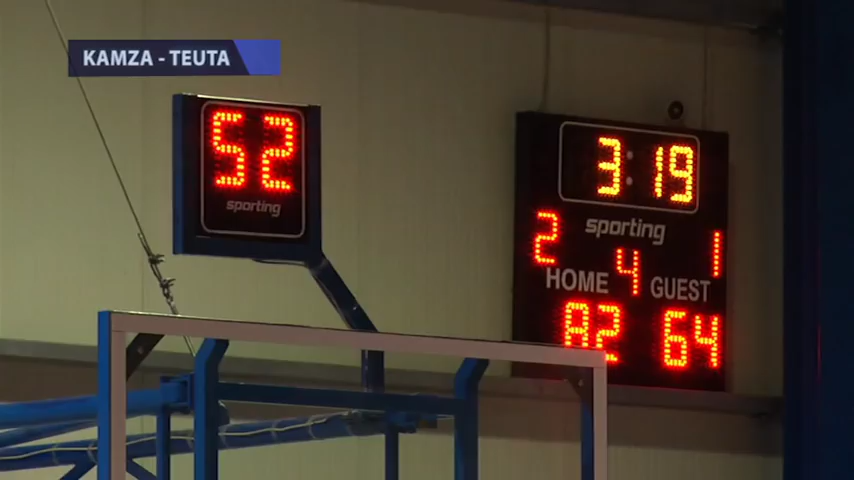 KAMZA - TEUTA
52
sporting
3:19
sporting
2 4 1
HOME GUEST
82 64